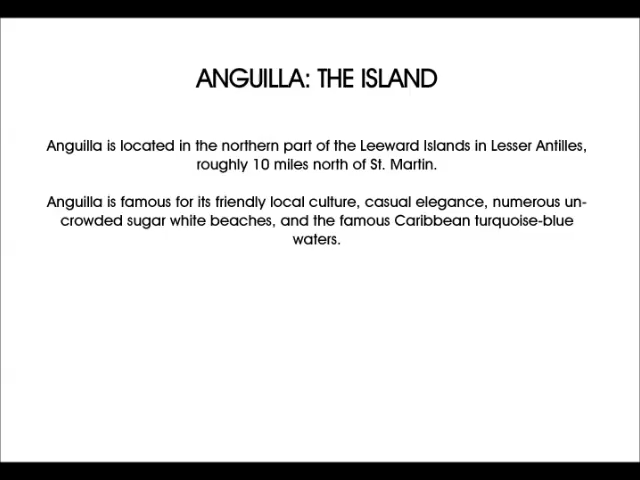 ANGUILLA: THE ISLAND
Anguilla is located in the northern part of the Leeward Islands in Lesser Antilles,
roughly 10 miles north of St. Martin.
Anguilla is famous for its friendly local culture, casual elegance, numerous un-
crowded sugar white beaches, and the famous Caribbean turquoise-blue
waters.